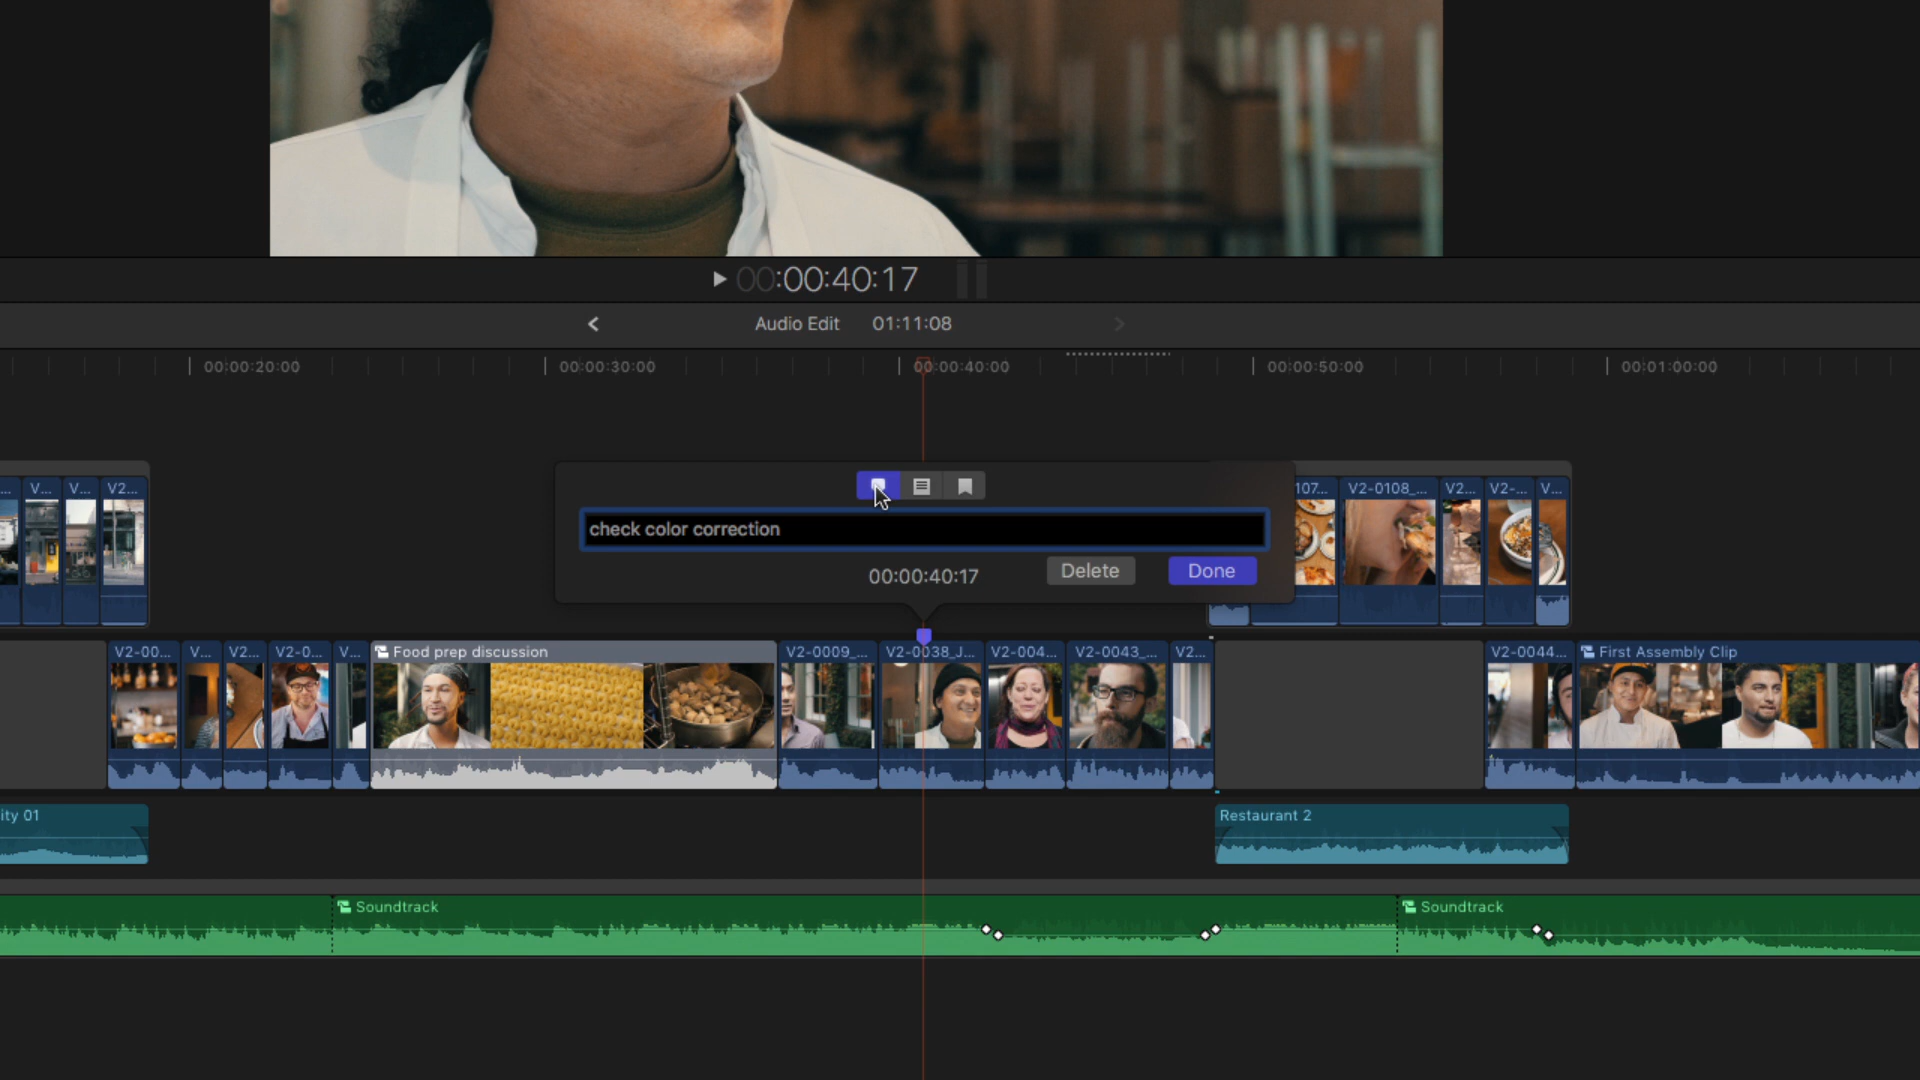 00:00:40:17
Audio Edit 01:11:08
00:00:20:00 00:00:30:00 00:00:40:00 00:00:50:00 00:01:00:00
V... V... V2... 107... V2-0108_... V2... V2-... V...
check color correction
00:00:40:17 Delete Done
V2-00... V... V2... V2-0... V... Food prep discussion V2-0009_... V2-0038_J... V2-004... V2-0043_... V2... V2-0044... First Assembly Clip
ity 01 Restaurant 2
Soundtrack Soundtrack